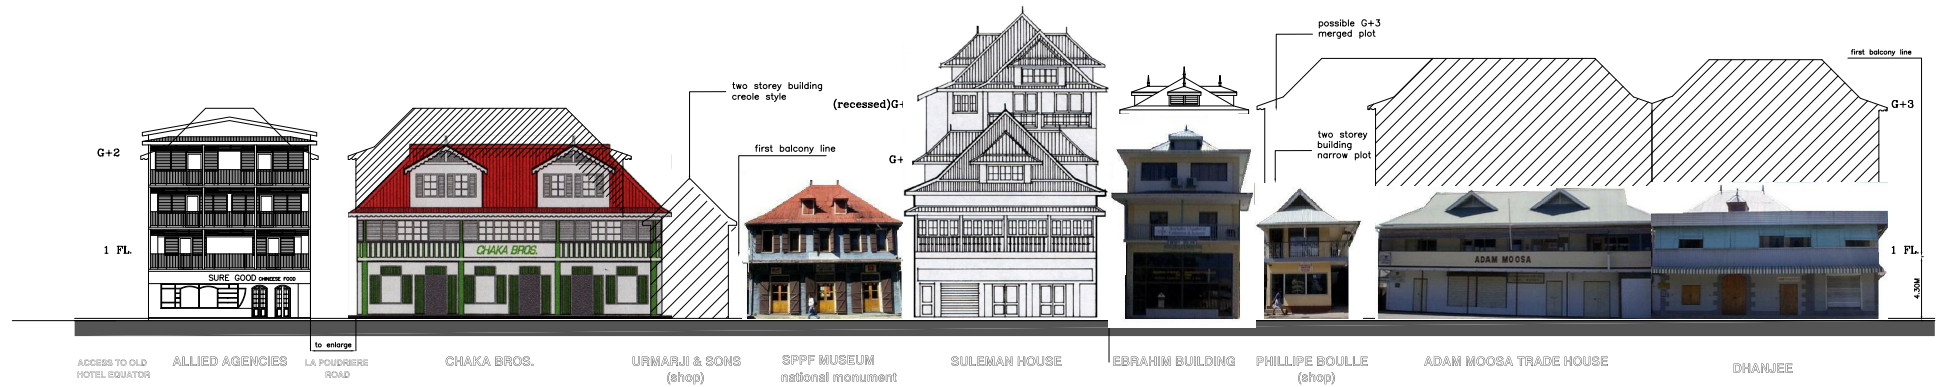 possible G+3
merged plot
first balcony line
two storey building
creole style
(recessed)G+
G+3
two storey
building
narrow plot
G+2
first balcony line
G+
1 FL.
CHAKA BROS.
ADAM MOOSA
1 FL.
SURE GOOD CHINEESE FOOD
4.30M
to enlarge
ACCESS TO OLD
HOTEL EQUATOR
ALLIED AGENCIES
LA POUDRIERE
ROAD
CHAKA BROS.
URMARJI & SONS
(shop)
SPPF MUSEUM
national monument
SULEMAN HOUSE
EBRAHIM BUILDING
PHILLIPE BOULLE
(shop)
ADAM MOOSA TRADE HOUSE
DHANJEE